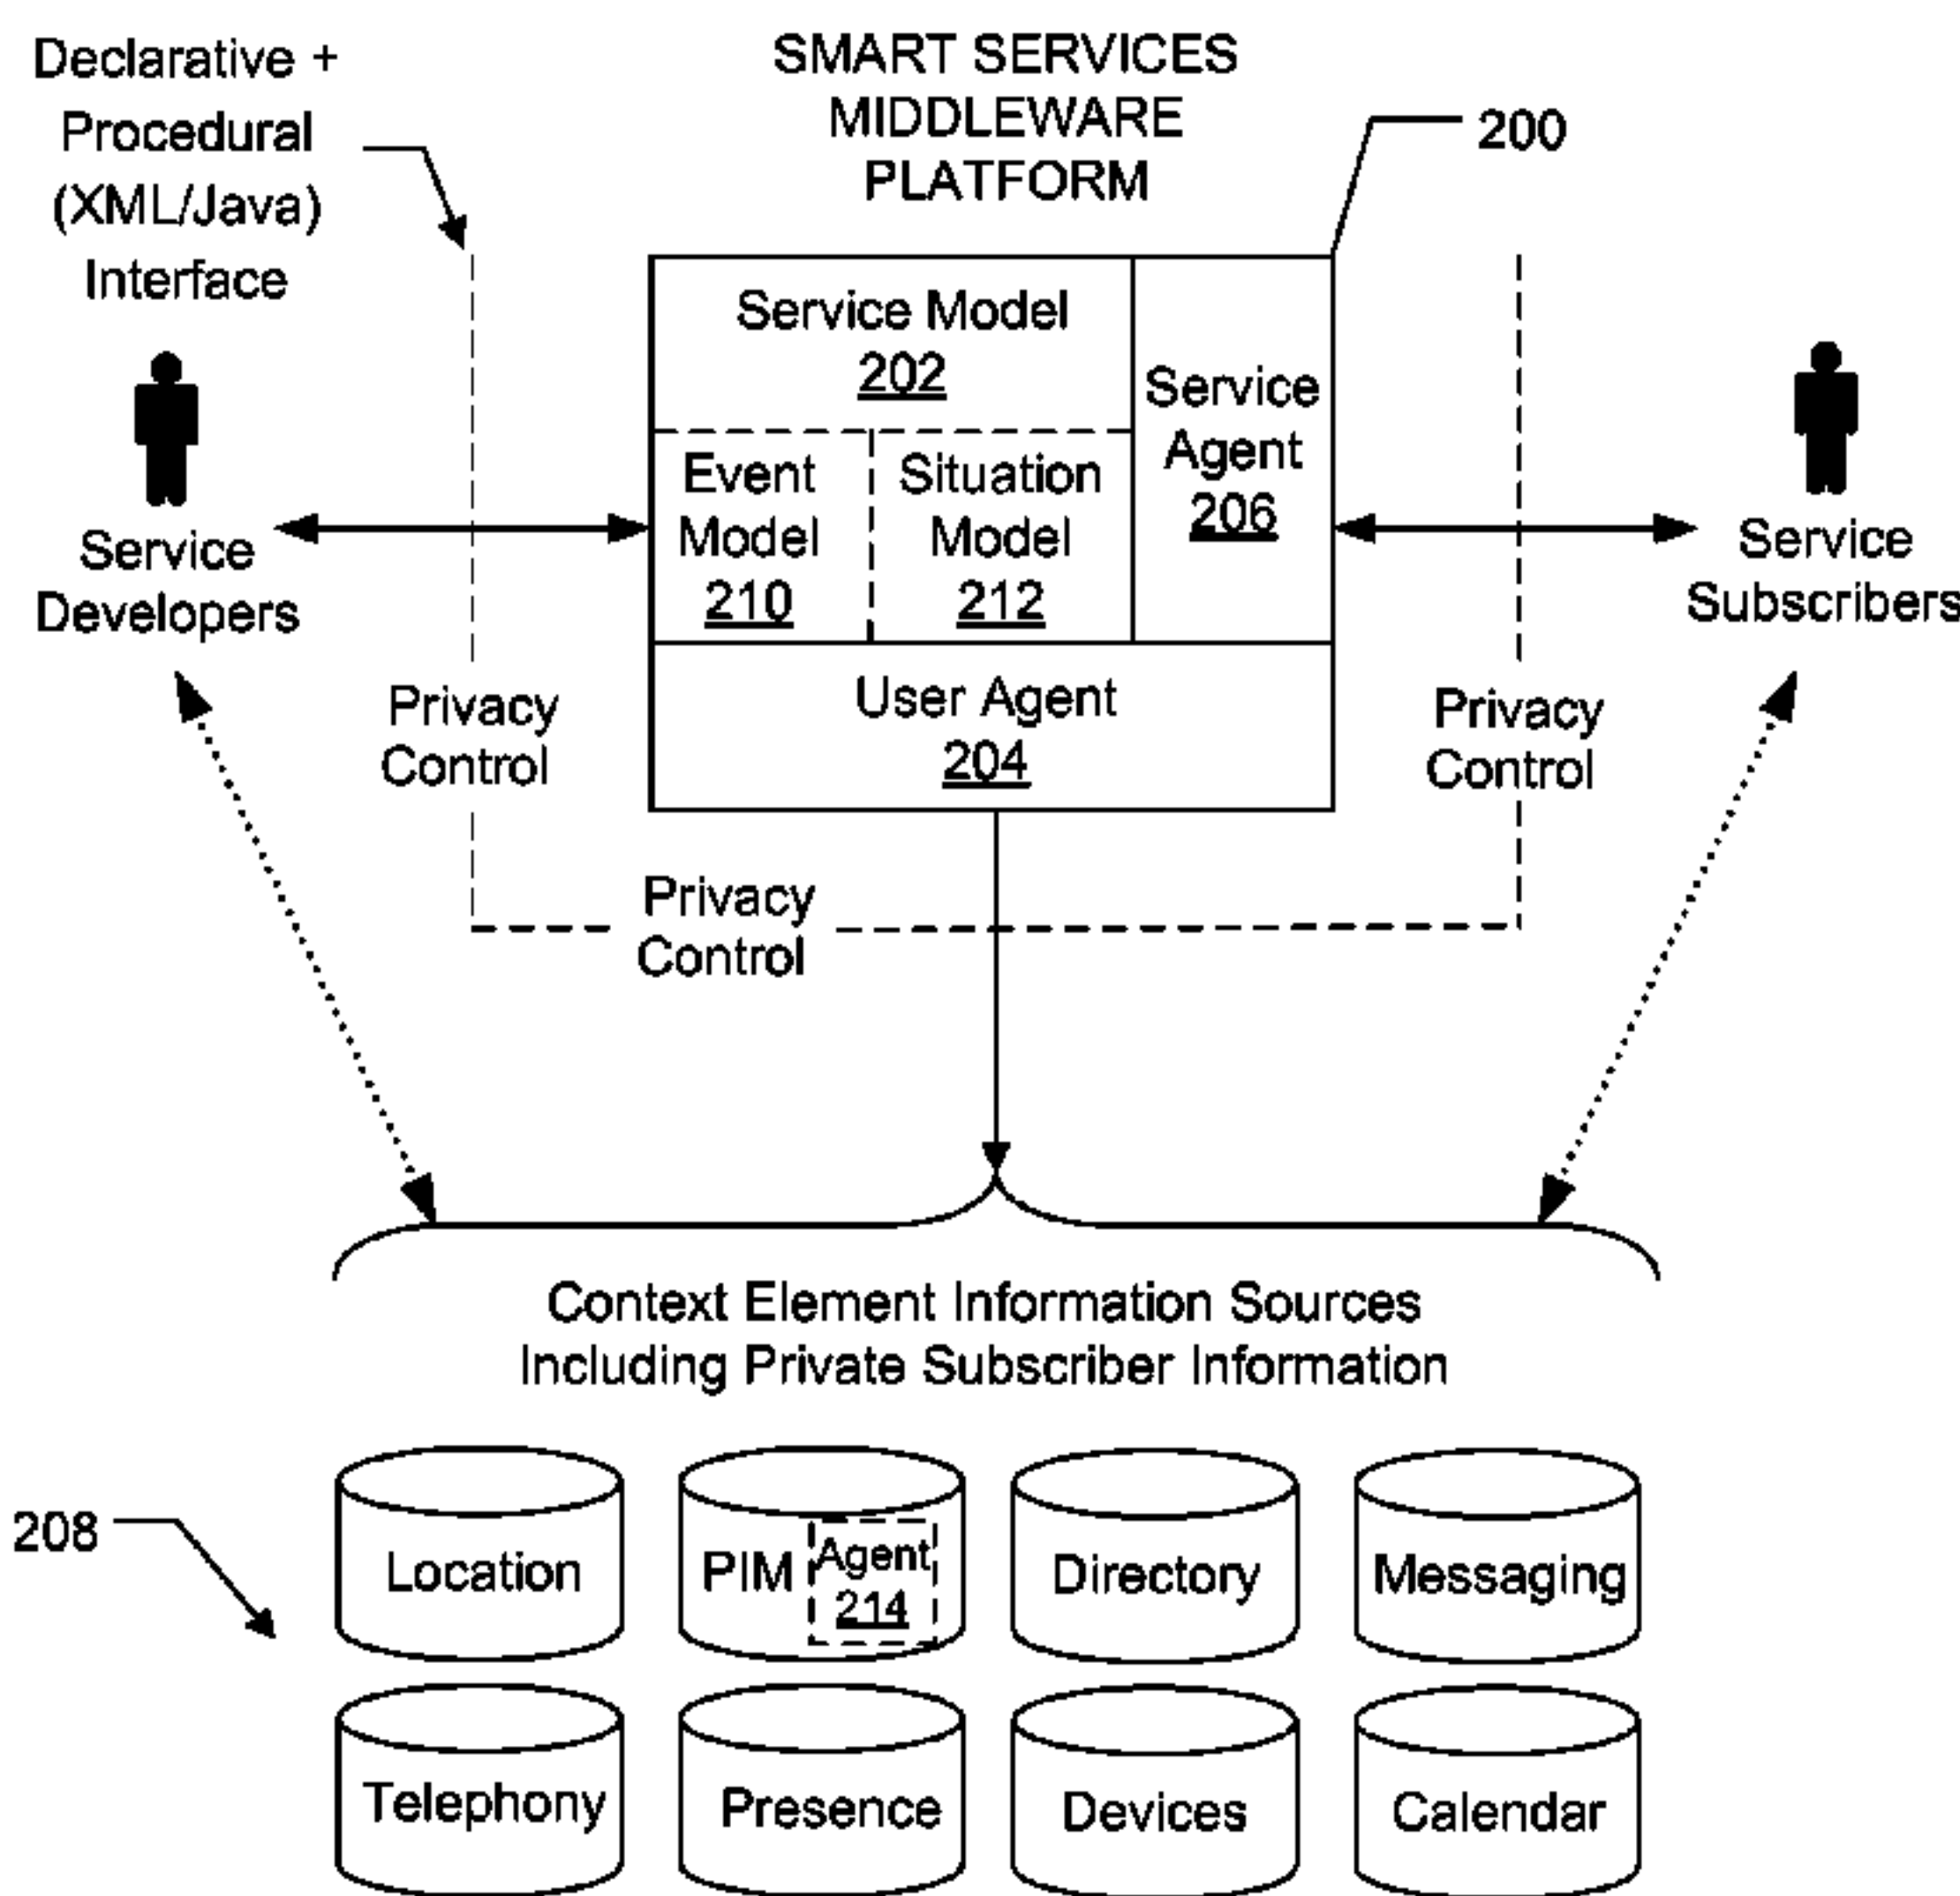 Declarative +
Procedural
(XML/Java)
Interface
SMART SERVICES
MIDDLEWARE
PLATFORM
200
Service Model
202
Event
Model
210
Situation
Model
212
Service
Agent
206
User Agent
204
Service
Developers
Service
Subscribers
Privacy
Control
Privacy
Control
Privacy
Control
Context Element Information Sources
Including Private Subscriber Information
208
Location
PIM
Agent
214
Directory
Messaging
Telephony
Presence
Devices
Calendar